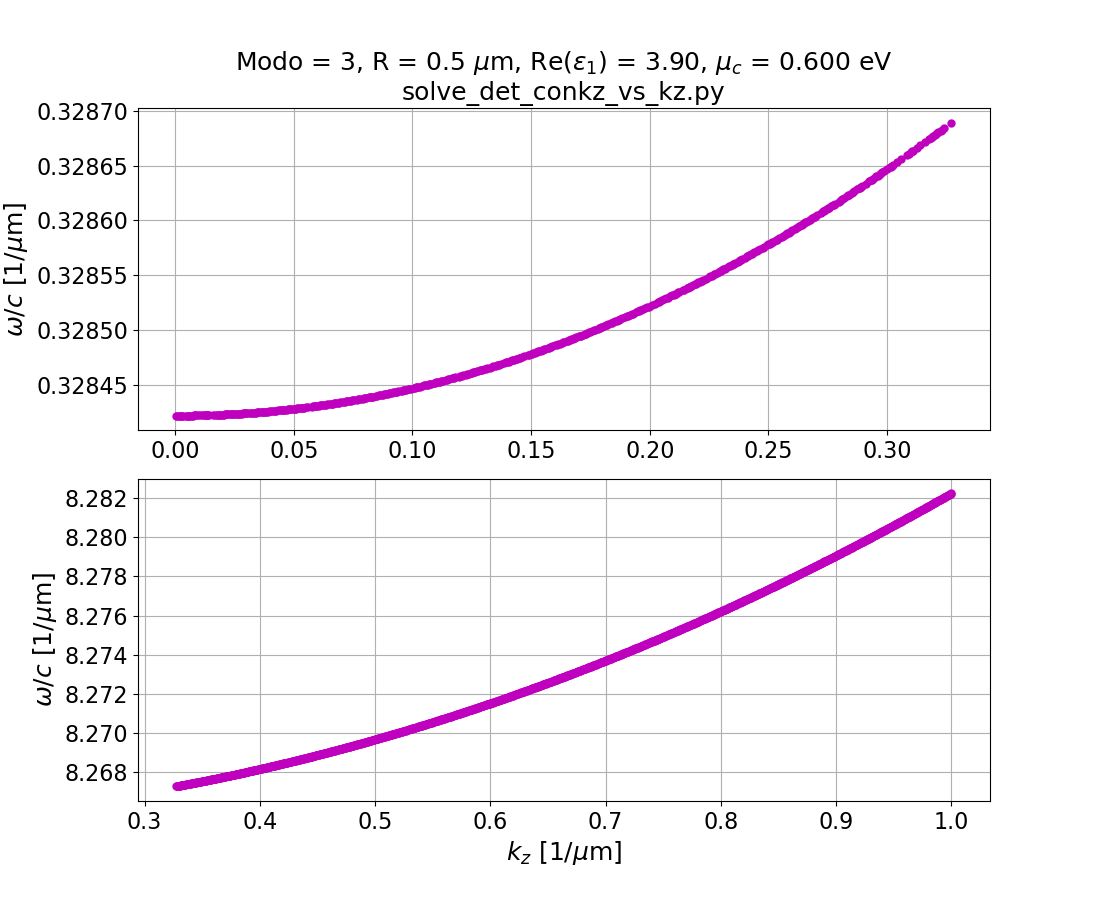 Modo = 3, R = 0.5 μm, Re(ε₁) = 3.90, μ_c = 0.600 eV
solve_det_conkz_vs_kz.py
0.32870
0.32865
0.32860
0.32855
0.32850
0.32845
ω/c [1/μm]
0.00 0.05 0.10 0.15 0.20 0.25 0.30
8.282
8.280
8.278
8.276
8.274
8.272
8.270
8.268
ω/c [1/μm]
0.3 0.4 0.5 0.6 0.7 0.8 0.9 1.0
k_z [1/μm]